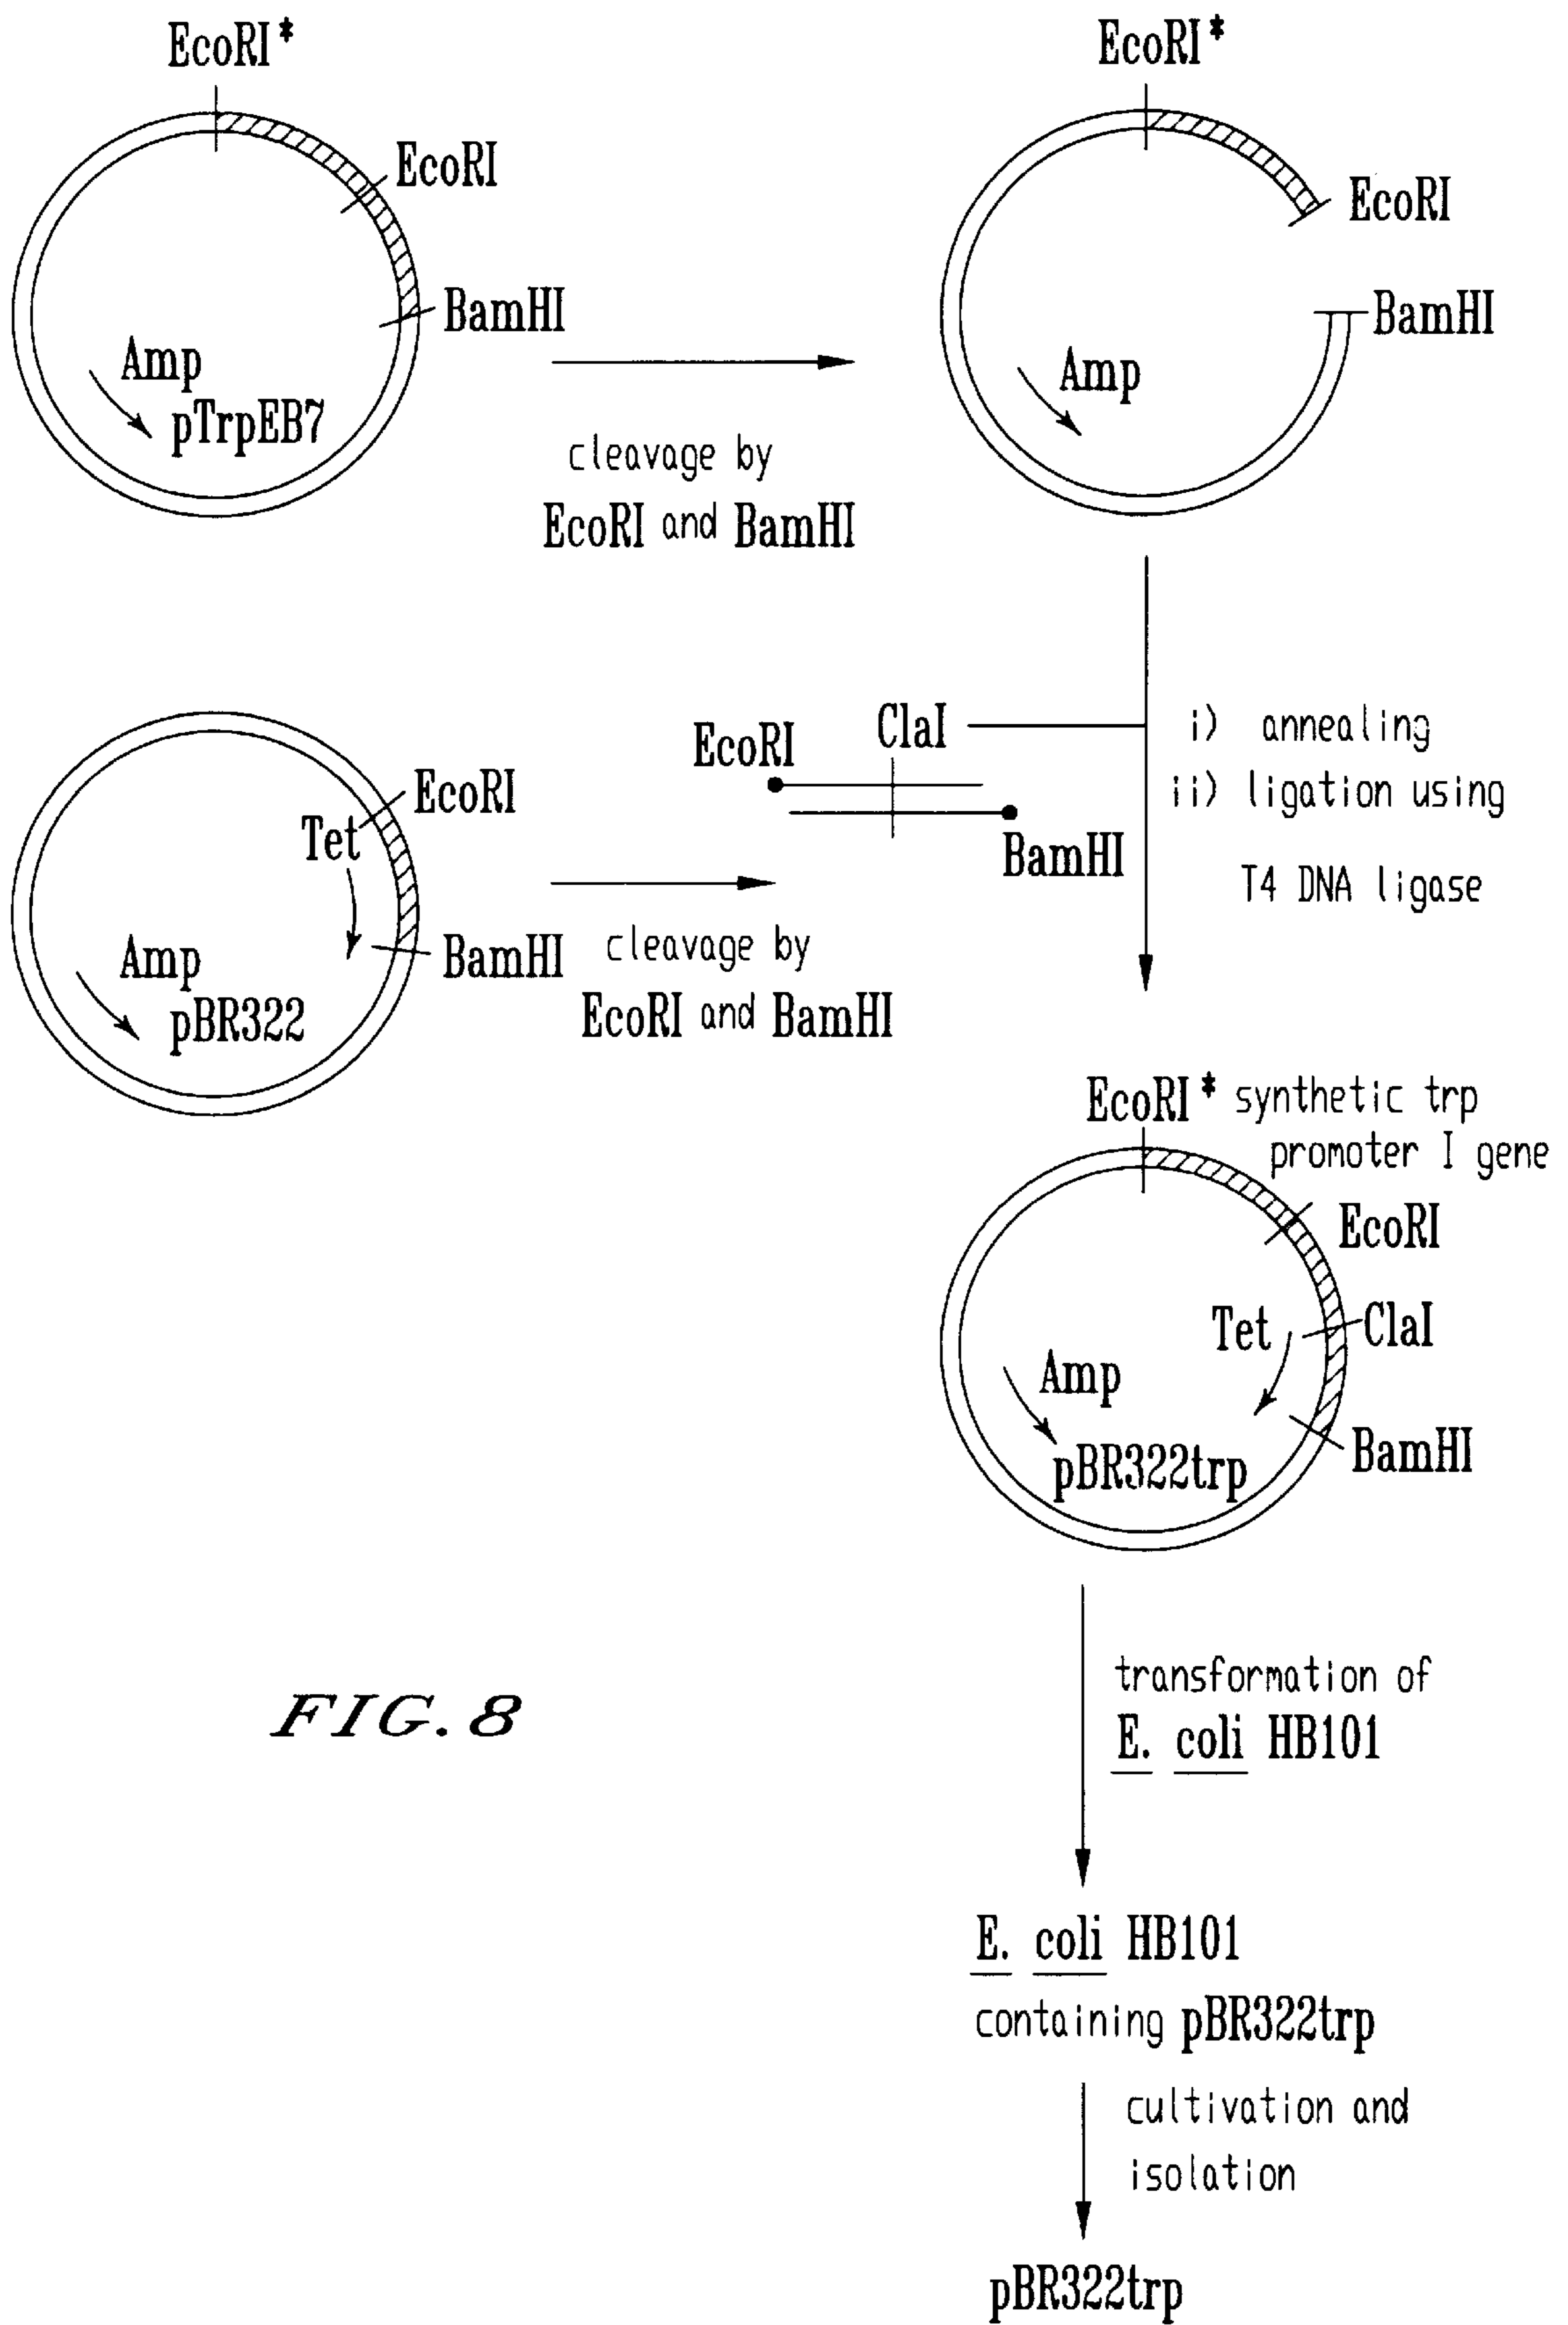 EcoRI*
EcoRI
BamHI
Amp
pTrpEB7
cleavage by
EcoRI and BamHI
EcoRI*
EcoRI
BamHI
Amp
EcoRI
Tet
BamHI
Amp
pBR322
cleavage by
EcoRI and BamHI
EcoRI
ClaI
BamHI
i) annealing
ii) ligation using
T4 DNA ligase
EcoRI* synthetic trp
promoter I gene
EcoRI
ClaI
Tet
BamHI
Amp
pBR322trp
transformation of
E. coli HB101
E. coli HB101
containing pBR322trp
cultivation and
isolation
pBR322trp
FIG. 8